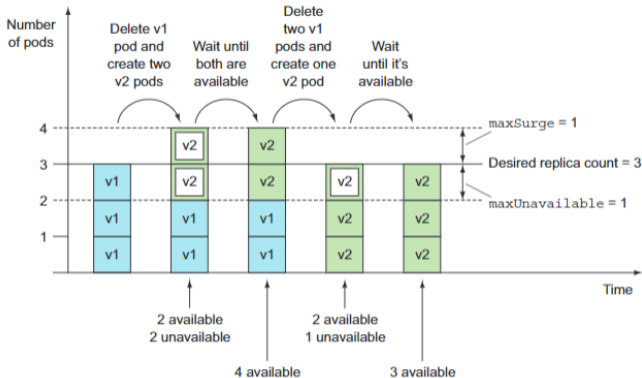 Number
of pods
Delete v1
pod and
create two
v2 pods
Wait until
both are
available
Delete
two v1
pods and
create one
v2 pod
Wait
until it's
available
4
3
2
1
v1
v1
v1
v2
v2
v1
v1
v2
v2
v1
v1
v2
v2
v2
v2
v2
v2
maxSurge = 1
Desired replica count = 3
maxUnavailable = 1
Time
2 available
2 unavailable
4 available
2 available
1 unavailable
3 available